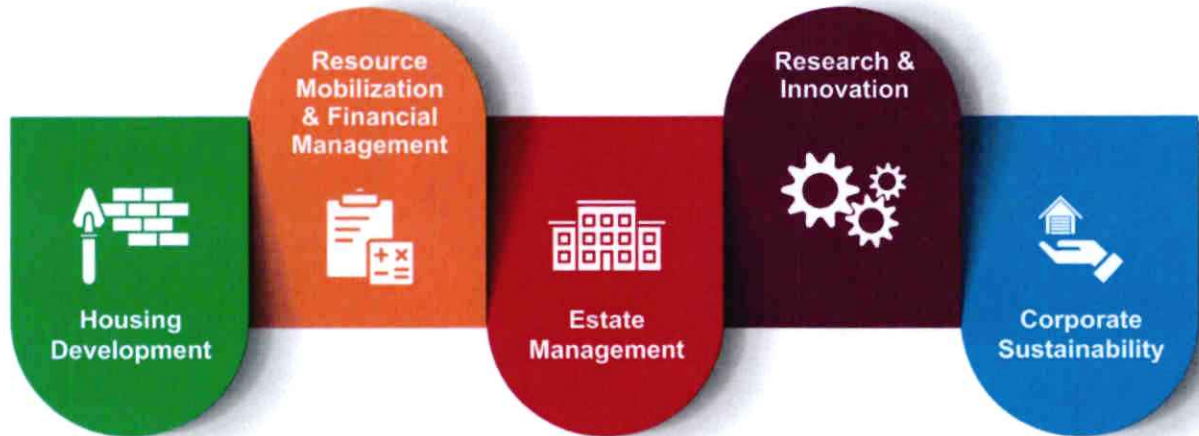 Housing
Development
Resource
Mobilization
& Financial
Management
Estate
Management
Research &
Innovation
Corporate
Sustainability